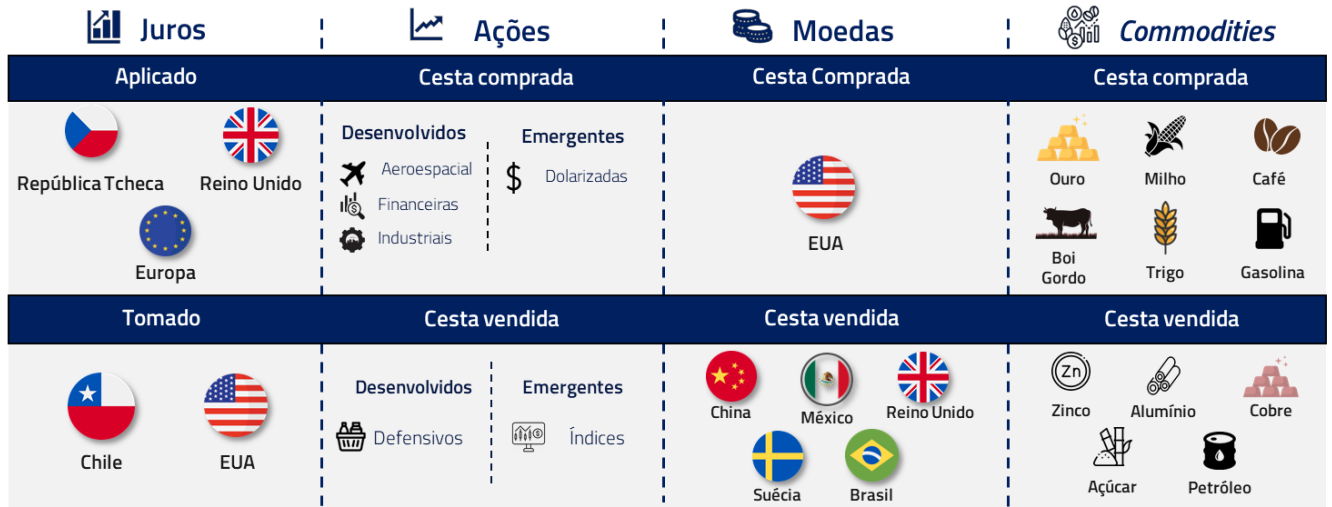 Juros
Ações
Moedas
Commodities
Aplicado
Cesta comprada
Cesta Comprada
Cesta comprada
República Tcheca
Reino Unido
Europa
Desenvolvidos
Aeroespacial
Financeiras
Industriais
Emergentes
$
Dolarizadas
EUA
Ouro
Milho
Café
Boi
Gordo
Trigo
Gasolina
Tomado
Cesta vendida
Cesta vendida
Cesta vendida
Chile
EUA
Desenvolvidos
Defensivos
Emergentes
Índices
China
México
Reino Unido
Suécia
Brasil
Zn
Zinco
Alumínio
Cobre
Açúcar
Petróleo